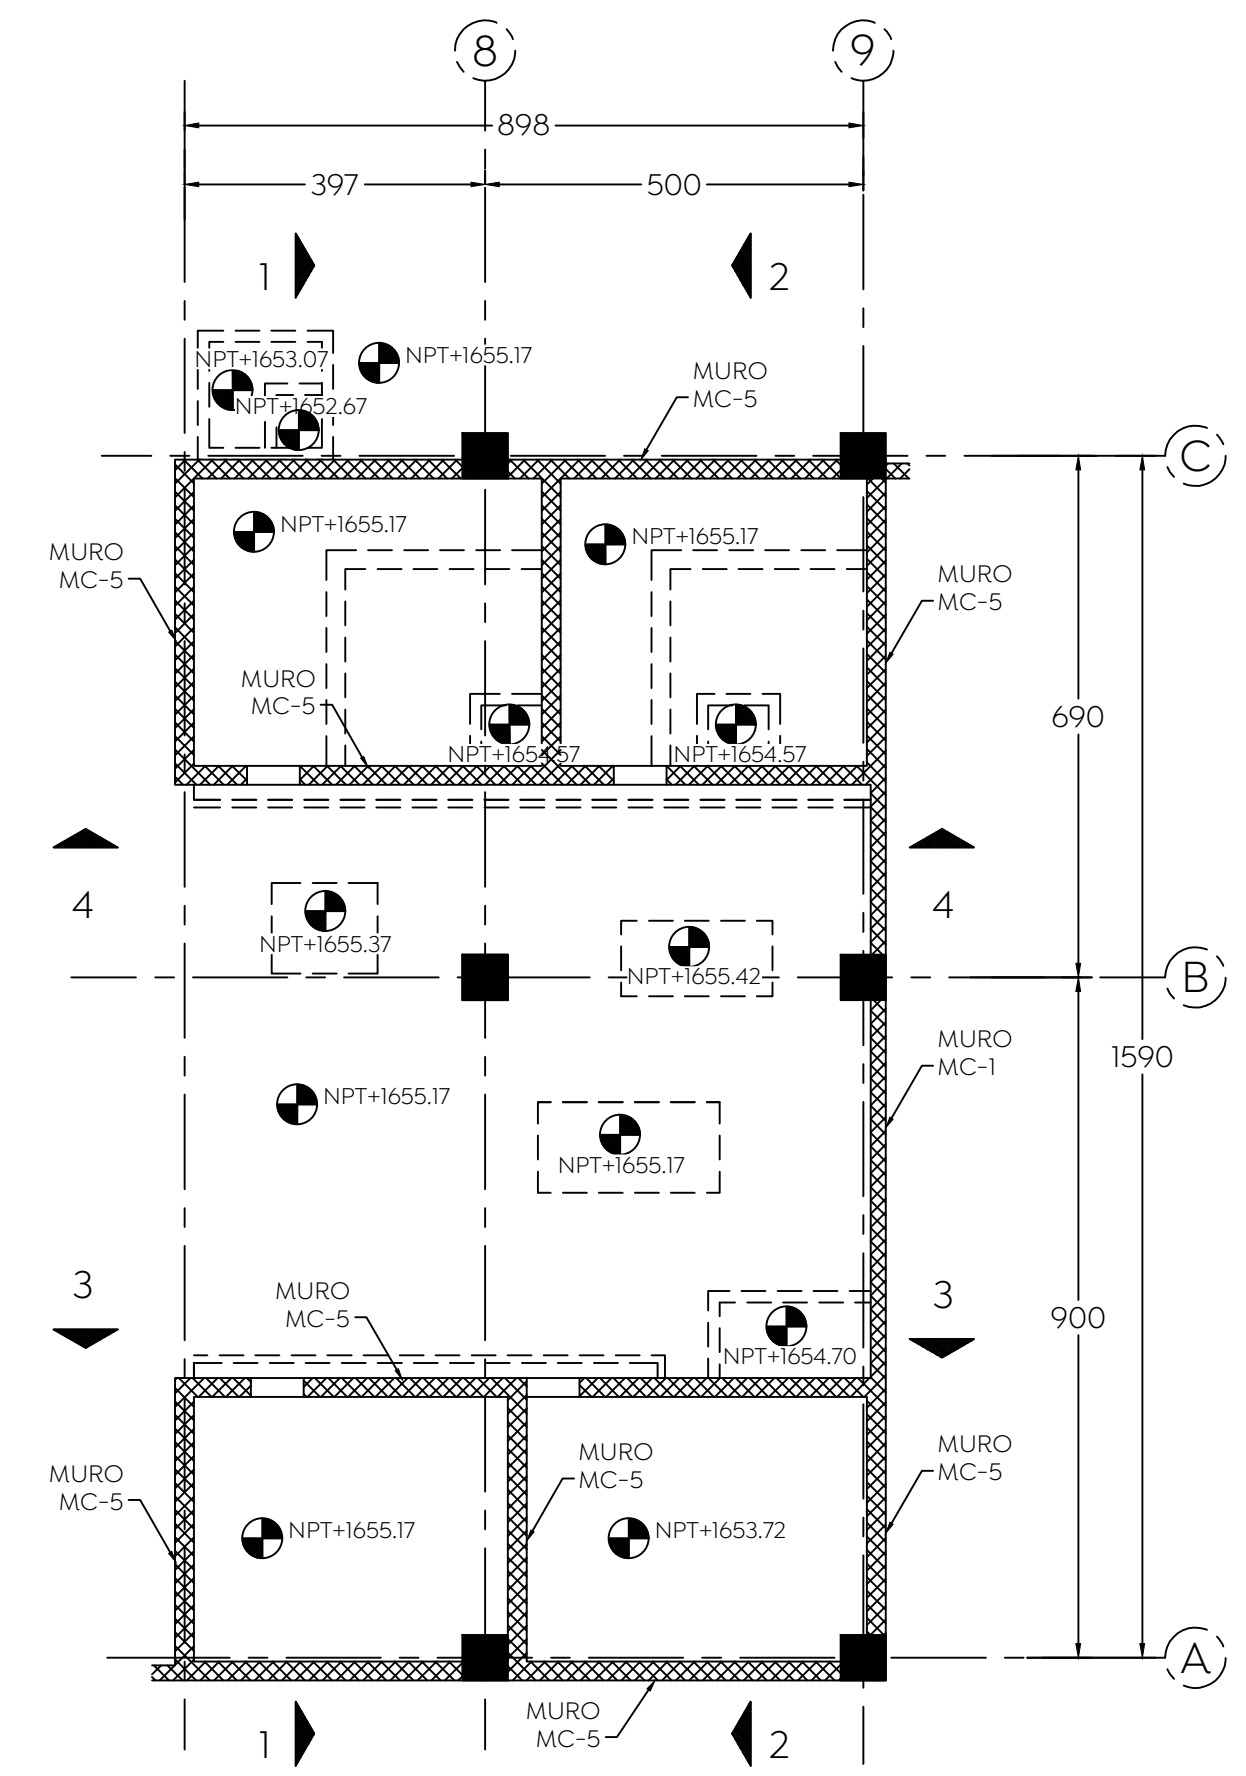 8
9
898
397
500
1
2
NPT+1653.07
NPT+1655.17
NPT+1652.67
MURO
MC-5
C
NPT+1655.17
NPT+1655.17
MURO
MC-5
MURO
MC-5
MURO
MC-5
690
NPT+1654.57
NPT+1654.57
4
4
NPT+1655.37
NPT+1655.42
B
MURO
MC-1
1590
NPT+1655.17
NPT+1655.17
3
3
MURO
MC-5
900
NPT+1654.70
MURO
MC-5
MURO
MC-5
MURO
MC-5
NPT+1655.17
NPT+1653.72
A
MURO
MC-5
1
2